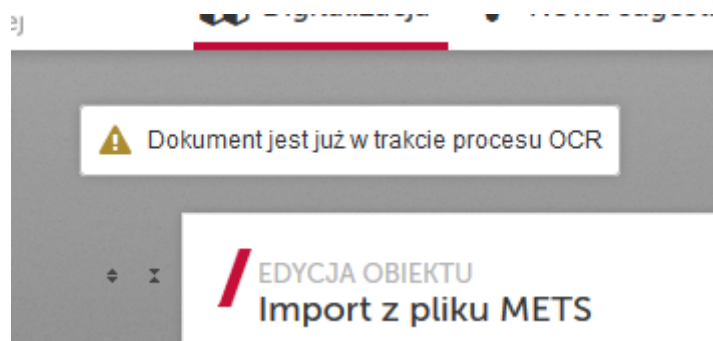 Dokument jest już w trakcie procesu OCR
EDYCJA OBIEKTU
Import z pliku METS